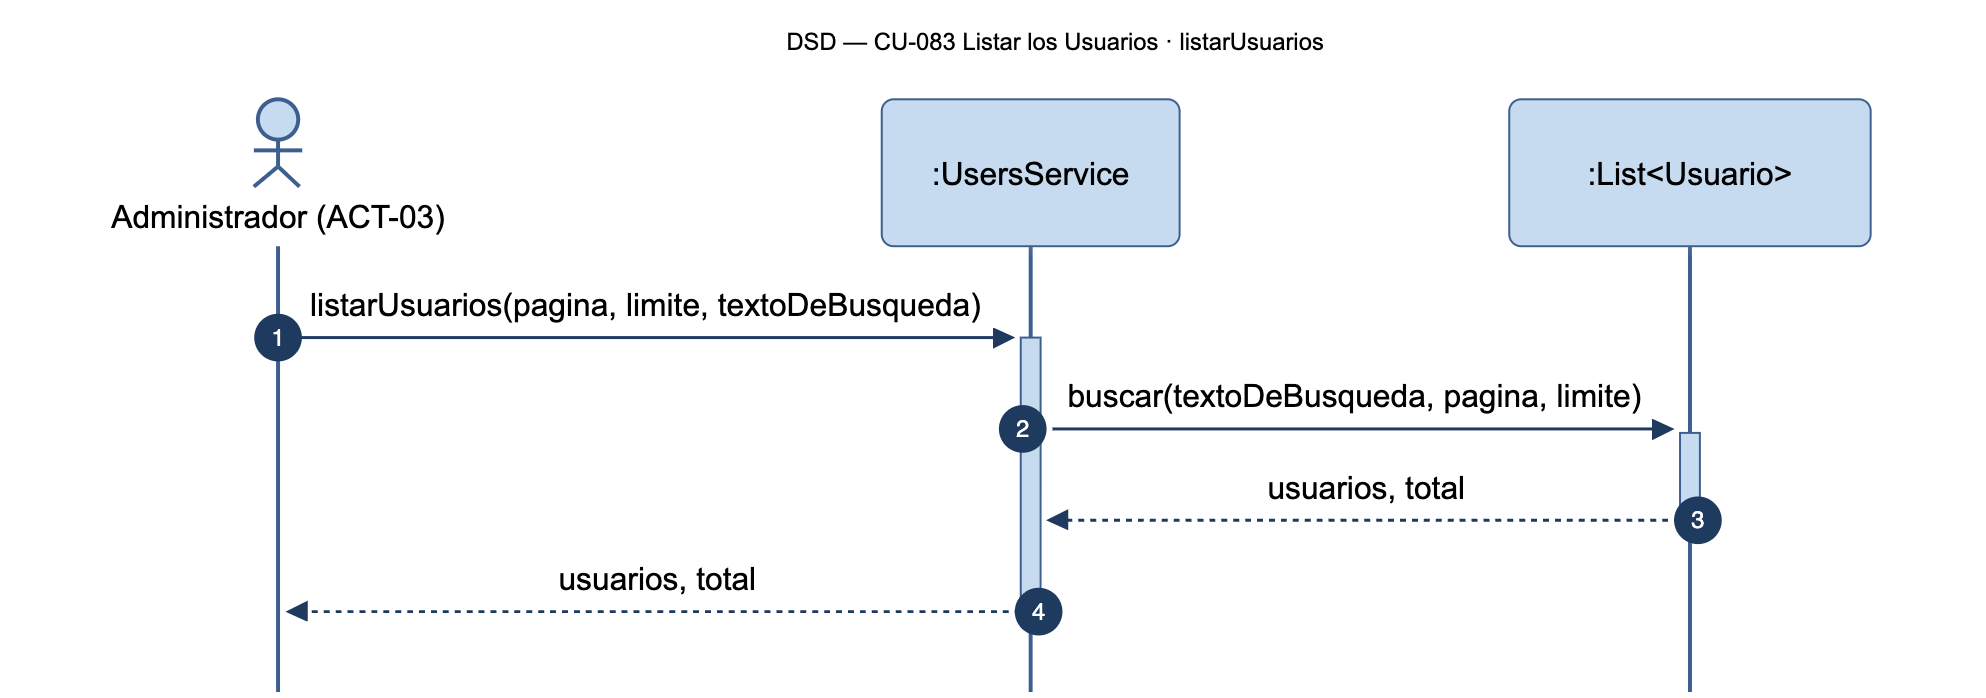 DSD — CU-083 Listar los Usuarios · listarUsuarios
Administrador (ACT-03)
:UsersService
:List<Usuario>
listarUsuarios(pagina, limite, textoDeBusqueda)
1
buscar(textoDeBusqueda, pagina, limite)
2
usuarios, total
3
usuarios, total
4